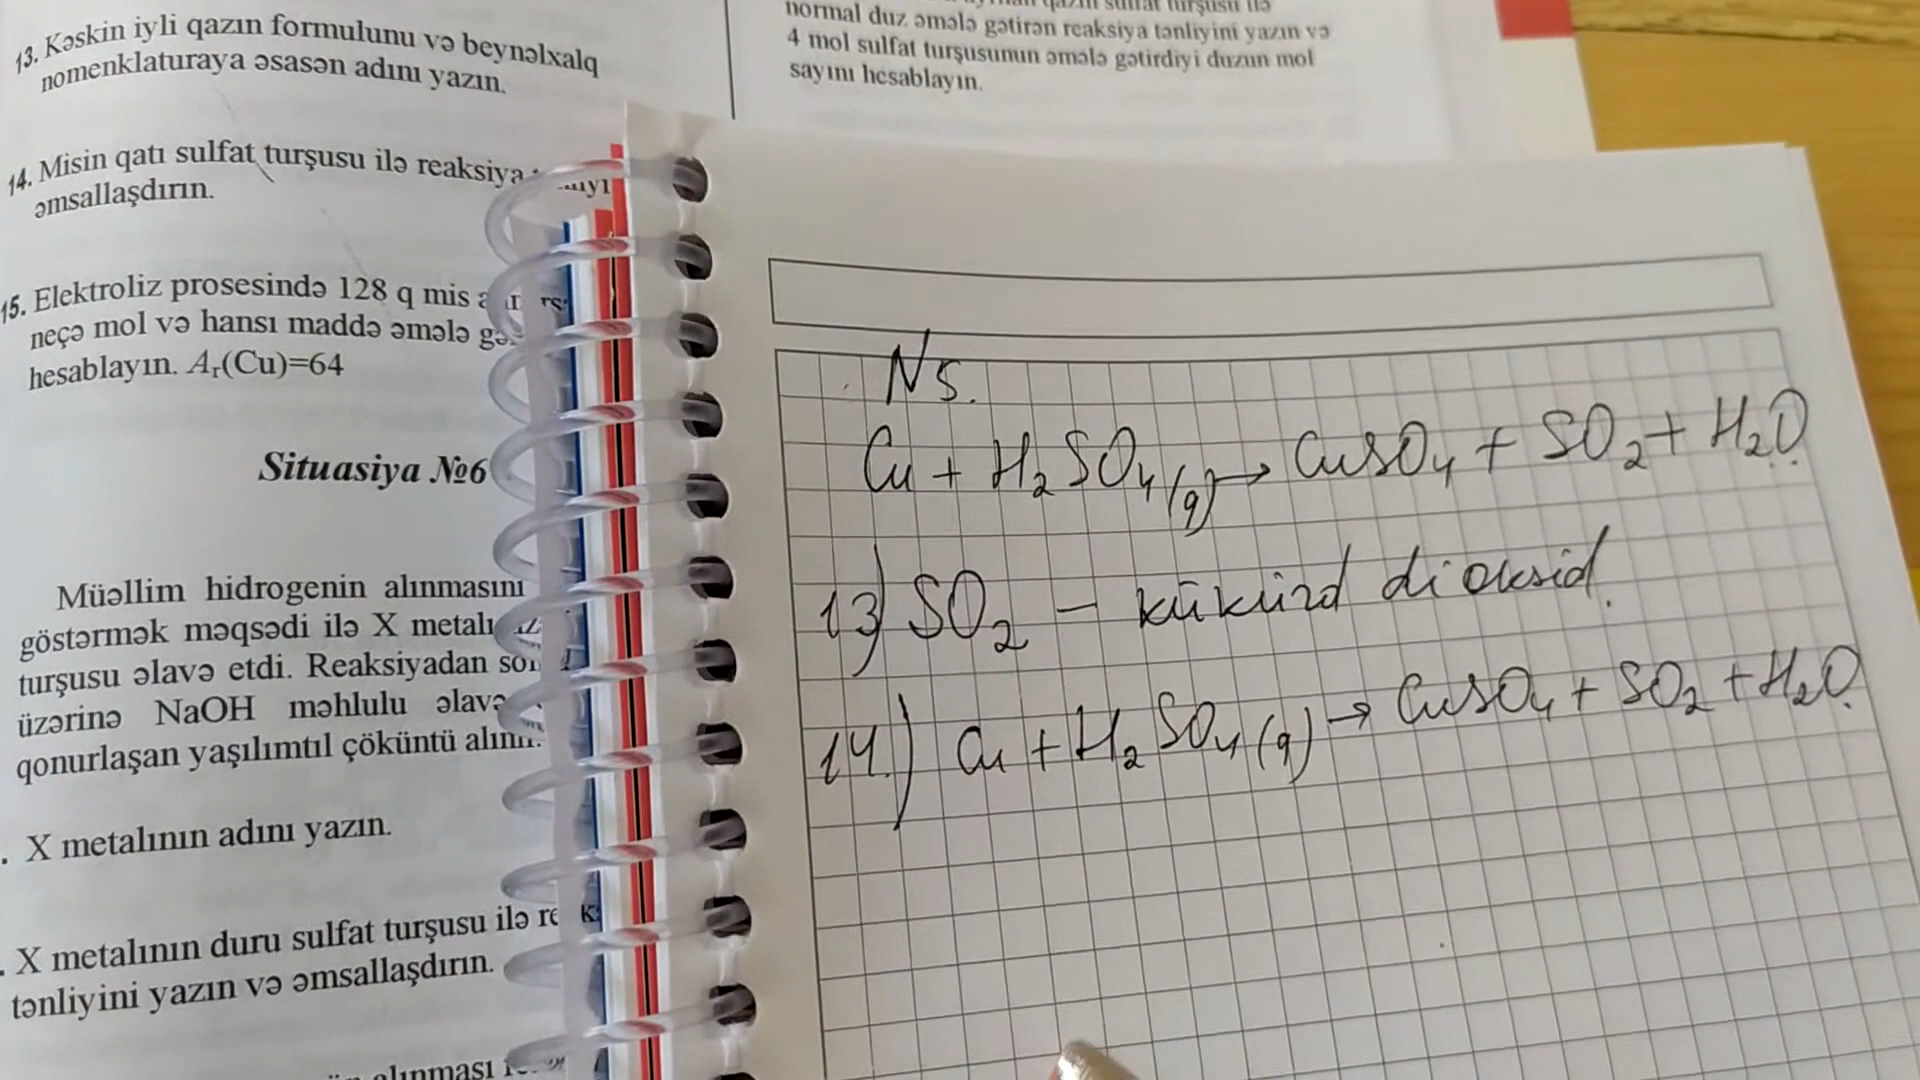 13. Kəskin iyli qazın formulunu və beynəlxalq
nomenklaturaya əsasən adını yazın.
14. Misin qatı sulfat turşusu ilə reaksiya
əmsallaşdırın.
15. Elektroliz prosesində 128 q mis
neçə mol və hansı maddə əmələ
hesablayın. Aᵣ(Cu)=64
Situasiya №6
Müəllim hidrogenin alınmasını
göstərmək məqsədi ilə X metalı
turşusu əlavə etdi. Reaksiyadan
üzərinə NaOH məhlulu əlavə
qonurlaşan yaşılımtıl çöküntü
. X metalının adını yazın.
. X metalının duru sulfat turşusu ilə
tənliyini yazın və əmsallaşdırın.
alınması
sulfat turşusu ilə
normal duz əmələ gətirən reaksiya tənliyini yazın və
4 mol sulfat turşusunun əmələ gətirdiyi duzun mol
sayını hesablayın.
N5.
Cu + H₂SO₄(q) → CuSO₄ + SO₂ + H₂O
13) SO₂ – kükürd dioksid.
14.) Cu + H₂SO₄(q) → CuSO₄ + SO₂ + H₂O